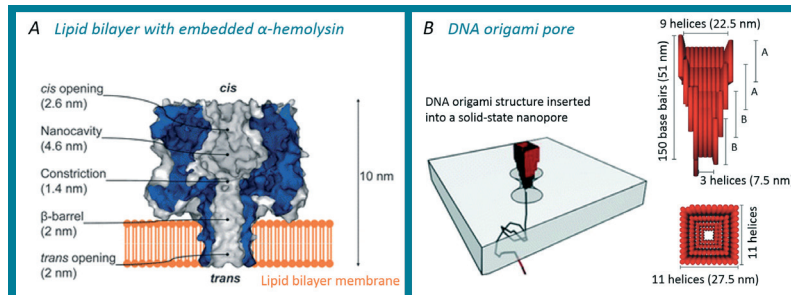 A Lipid bilayer with embedded α-hemolysin
cis
cis opening
(2.6 nm)
Nanocavity
(4.6 nm)
Constriction
(1.4 nm)
β-barrel
(2 nm)
trans opening
(2 nm)
10 nm
trans
Lipid bilayer membrane
B DNA origami pore
DNA origami structure inserted
into a solid-state nanopore
9 helices (22.5 nm)
150 base bairs (51 nm)
A
A
B
B
3 helices (7.5 nm
11 helices
11 helices (27.5 nm)